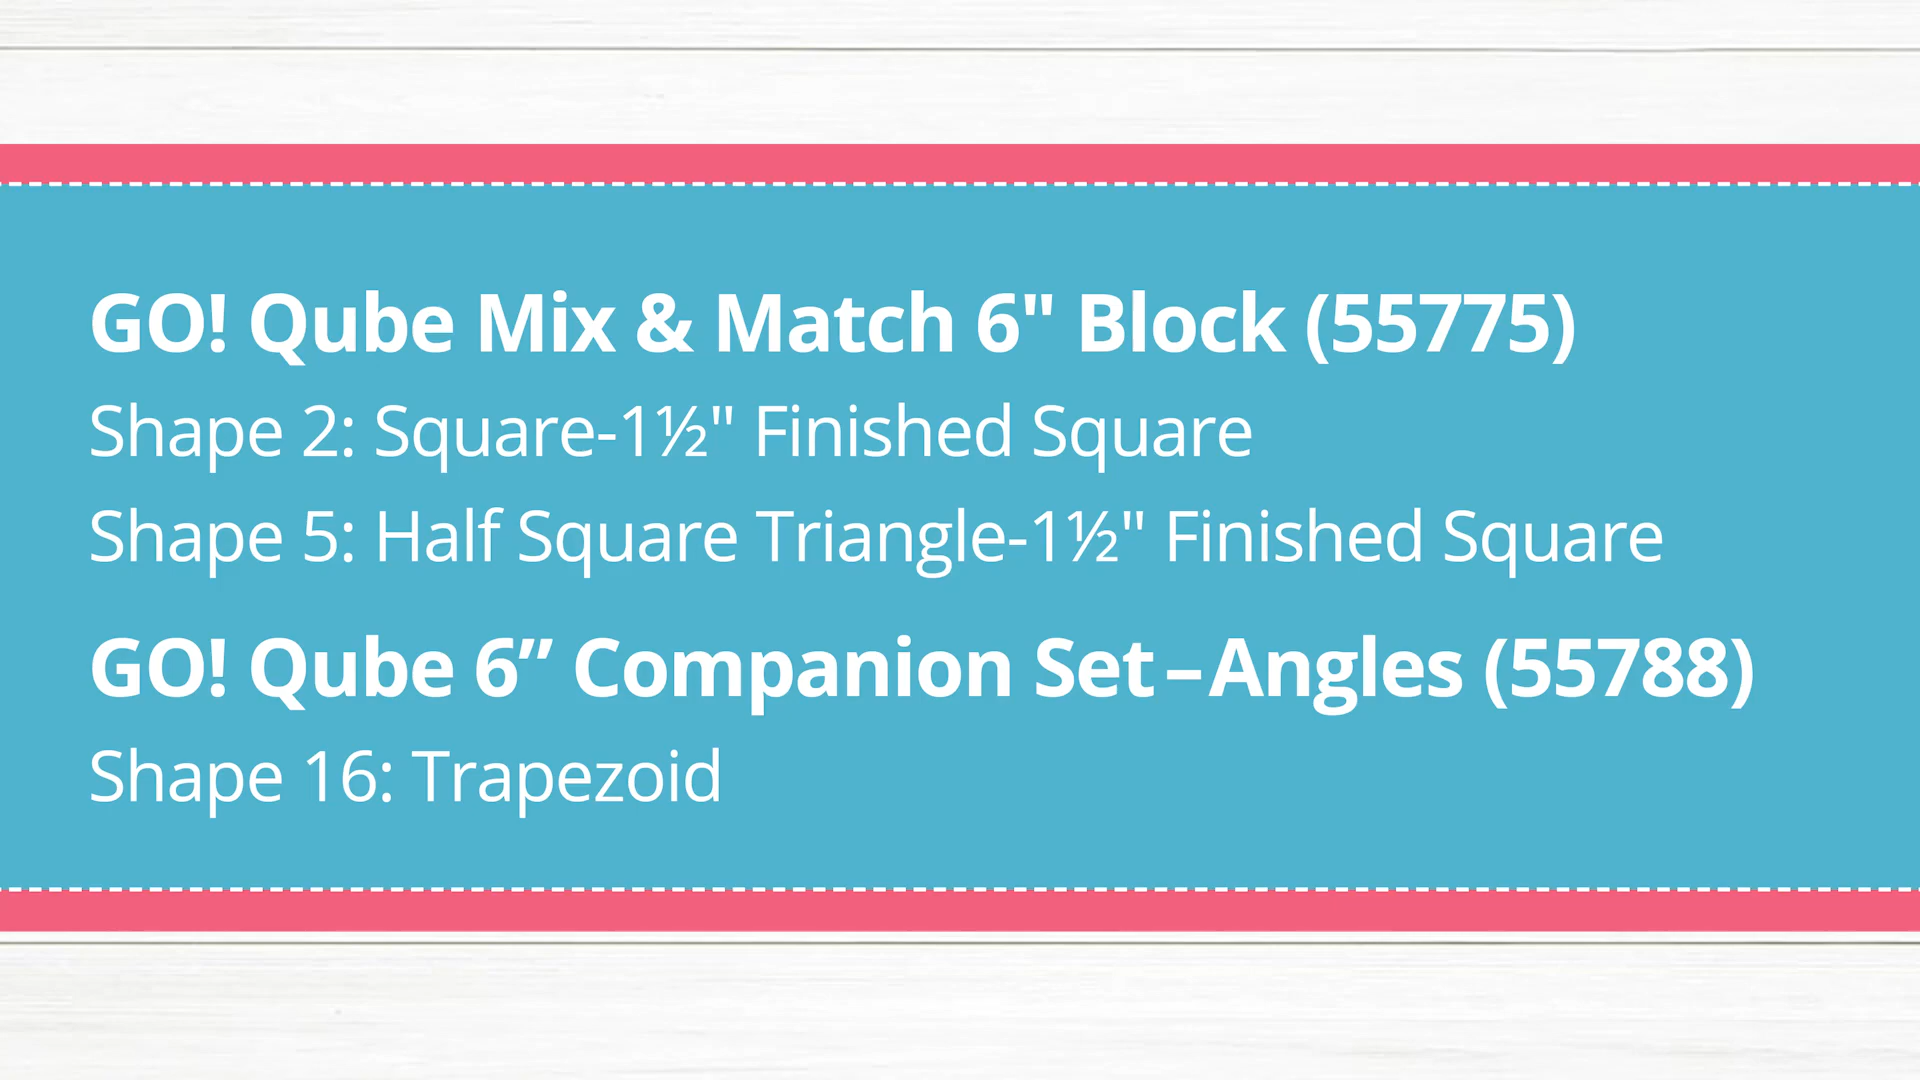 GO! Qube Mix & Match 6" Block (55775)
Shape 2: Square-1½" Finished Square
Shape 5: Half Square Triangle-1½" Finished Square
GO! Qube 6” Companion Set–Angles (55788)
Shape 16: Trapezoid